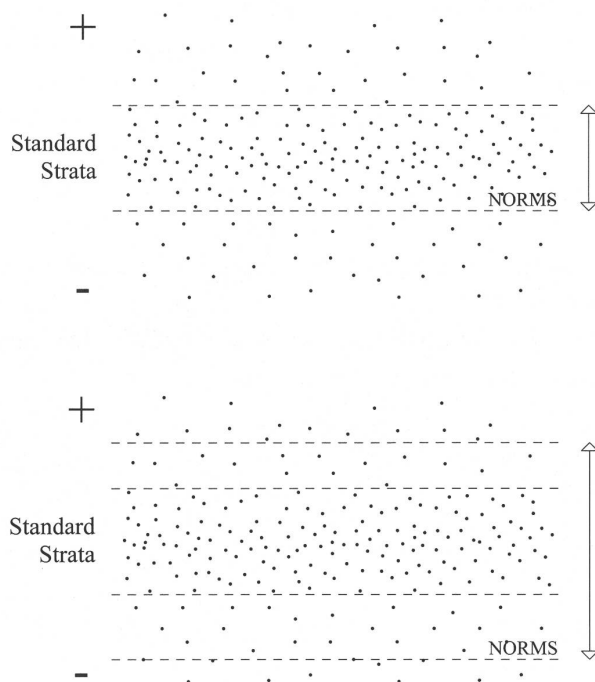 +
Standard
Strata
NORMS
-
+
Standard
Strata
NORMS
-